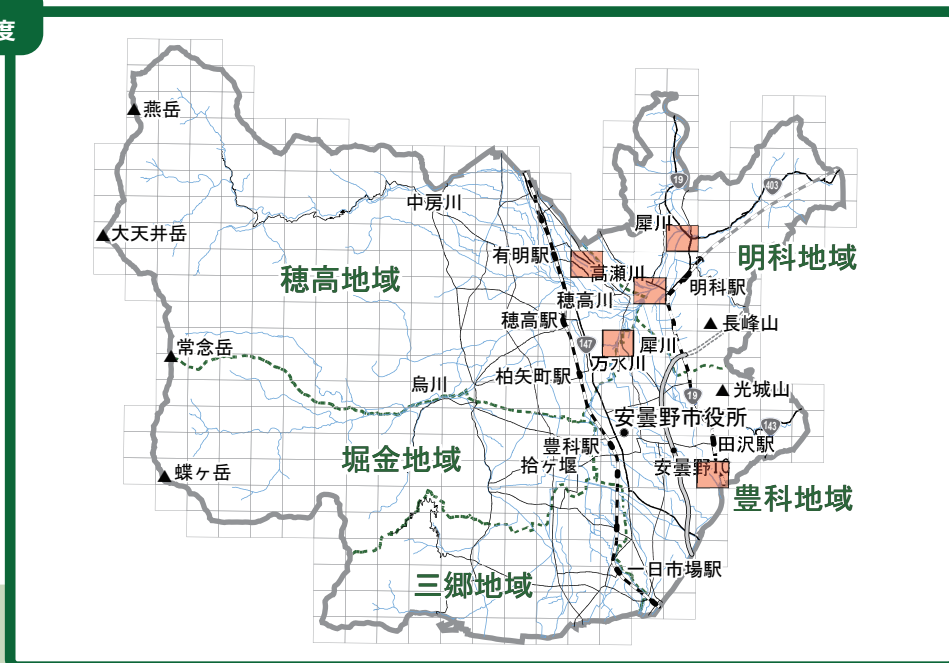 度
燕岳
19
403
中房川
犀川
大天井岳
有明駅
明科地域
高瀬川
穂高地域
明科駅
穂高川
穂高駅
長峰山
147
犀川
常念岳
万水川
柏矢町駅
烏川
光城山
19
安曇野市役所
143
豊科駅
田沢駅
堀金地域
拾ヶ堰
安曇野IC
蝶ヶ岳
豊科地域
一日市場駅
三郷地域